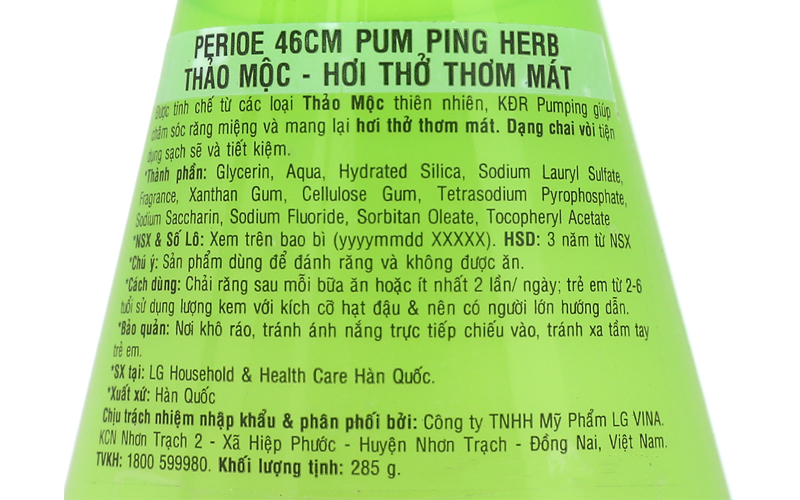 PERIOE 46CM PUM PING HERB
THẢO MỘC - HƠI THỞ THƠM MÁT
Được tinh chế từ các loại Thảo Mộc thiên nhiên, KĐR Pumping giúp
chăm sóc răng miệng và mang lại hơi thở thơm mát. Dạng chai vòi tiện
dụng sạch sẽ và tiết kiệm.
*Thành phần: Glycerin, Aqua, Hydrated Silica, Sodium Lauryl Sulfate,
Fragrance, Xanthan Gum, Cellulose Gum, Tetrasodium Pyrophosphate,
Sodium Saccharin, Sodium Fluoride, Sorbitan Oleate, Tocopheryl Acetate
*NSX & Số Lô: Xem trên bao bì (yyyymmdd XXXXX). HSD: 3 năm từ NSX
*Chú ý: Sản phẩm dùng để đánh răng và không được ăn.
*Cách dùng: Chải răng sau mỗi bữa ăn hoặc ít nhất 2 lần/ ngày; trẻ em từ 2-6
tuổi sử dụng lượng kem với kích cỡ hạt đậu & nên có người lớn hướng dẫn.
*Bảo quản: Nơi khô ráo, tránh ánh nắng trực tiếp chiếu vào, tránh xa tầm tay
trẻ em.
*SX tại: LG Household & Health Care Hàn Quốc.
*Xuất xứ: Hàn Quốc
Chịu trách nhiệm nhập khẩu & phân phối bởi: Công ty TNHH Mỹ Phẩm LG VINA.
KCN Nhơn Trạch 2 - Xã Hiệp Phước - Huyện Nhơn Trạch - Đồng Nai, Việt Nam.
TVKH: 1800 599980. Khối lượng tịnh: 285 g.